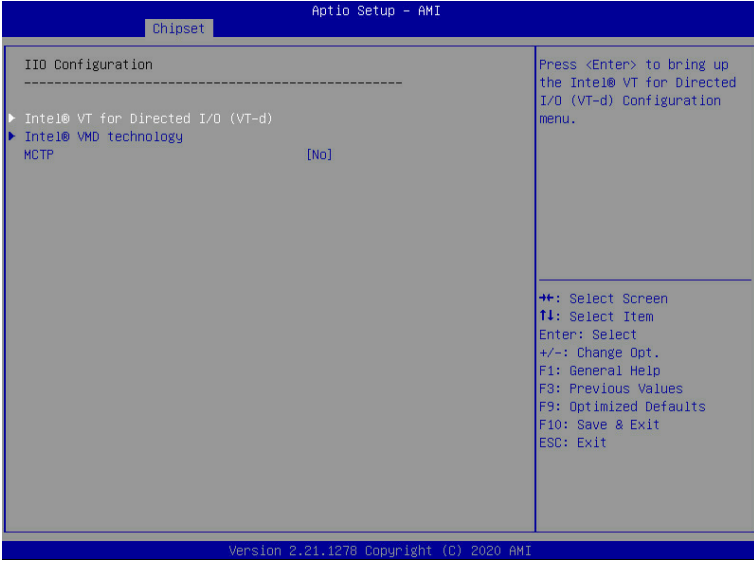 Aptio Setup – AMI
Chipset
IIO Configuration
--------------------------------------------------
Intel® VT for Directed I/O (VT-d)
Intel® VMD technology
MCTP [No]
Press <Enter> to bring up
the Intel® VT for Directed
I/O (VT-d) Configuration
menu.
→←: Select Screen
↑↓: Select Item
Enter: Select
+/-: Change Opt.
F1: General Help
F3: Previous Values
F9: Optimized Defaults
F10: Save & Exit
ESC: Exit
Version 2.21.1278 Copyright (C) 2020 AMI